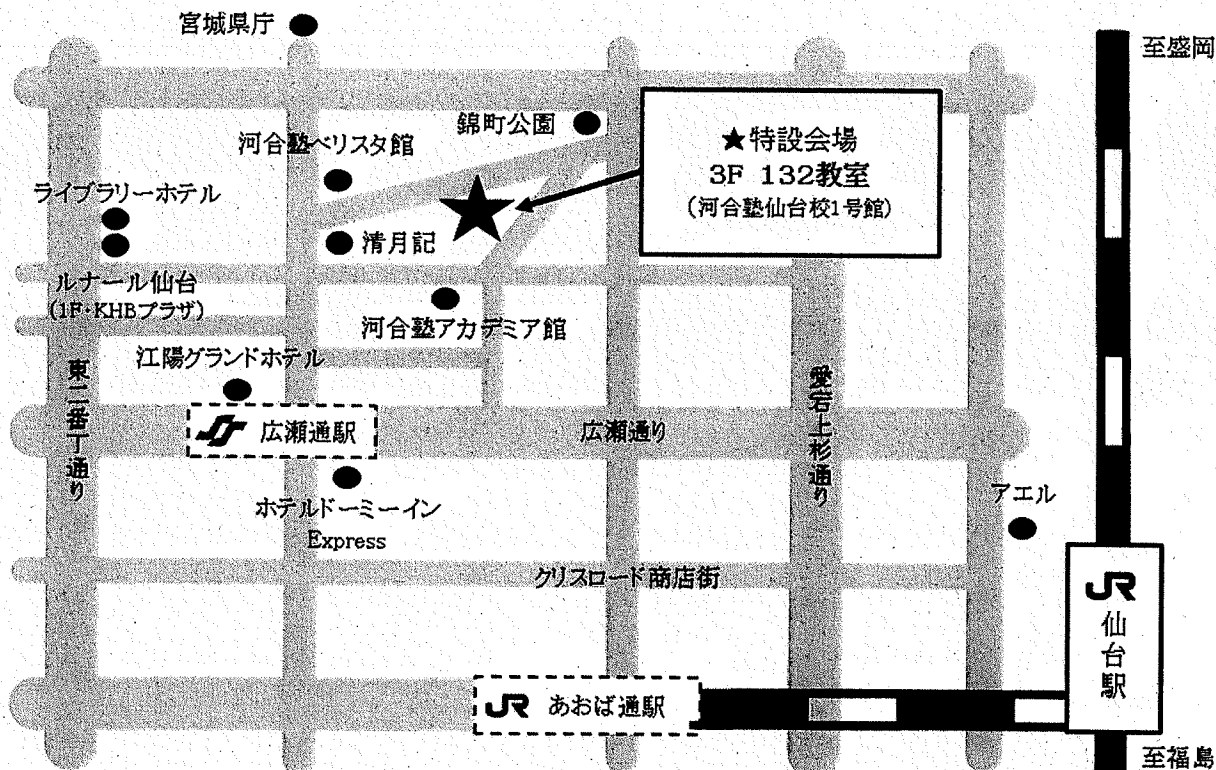 宮城県庁
至盛岡
錦町公園
河合塾ベリスタ館
★特設会場
3F 132教室
(河合塾仙台校1号館)
ライブラリーホテル
清月記
ルナール仙台
(1F・KHBプラザ)
河合塾アカデミア館
江陽グランドホテル
東二番丁通り
愛宕上杉通り
広瀬通駅
広瀬通り
ホテルドーミーイン
Express
アエル
クリスロード商店街
JR
仙台駅
JR あおば通駅
至福島